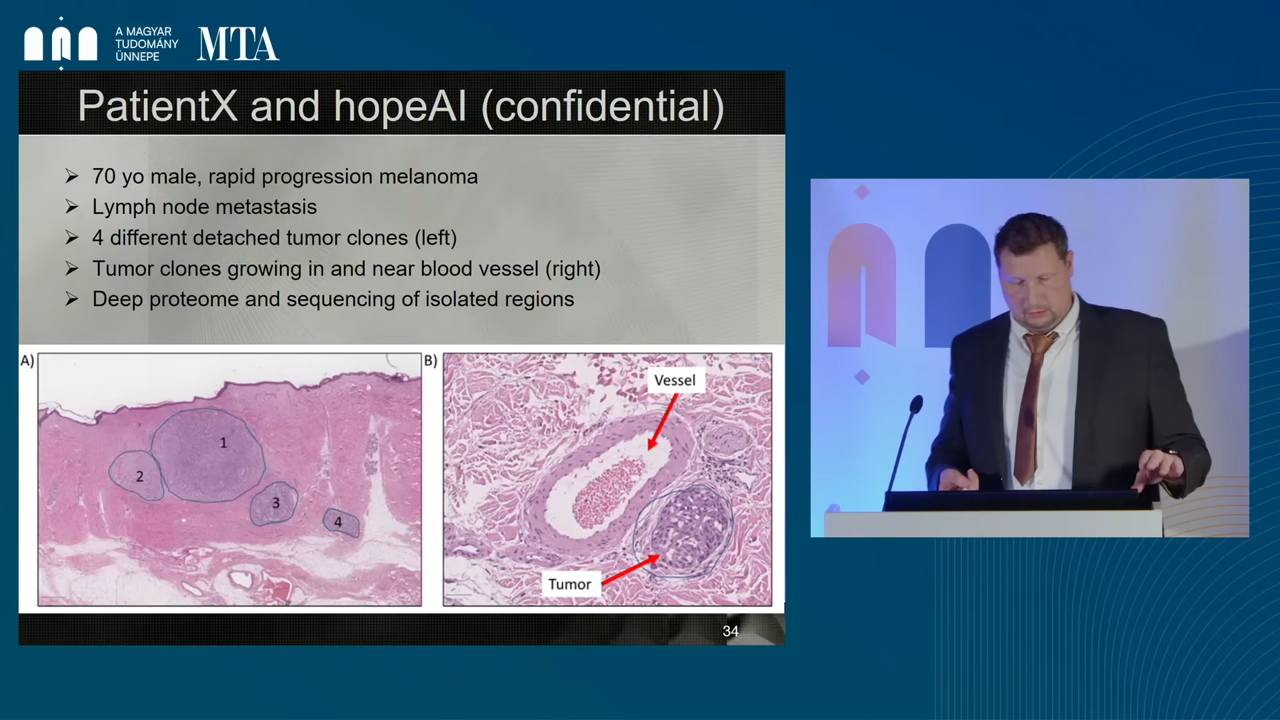 A MAGYAR
TUDOMÁNY
ÜNNEPE
MTA
PatientX and hopeAI (confidential)
➢ 70 yo male, rapid progression melanoma
➢ Lymph node metastasis
➢ 4 different detached tumor clones (left)
➢ Tumor clones growing in and near blood vessel (right)
➢ Deep proteome and sequencing of isolated regions
A)
1
2
3
4
B)
Vessel
Tumor
34